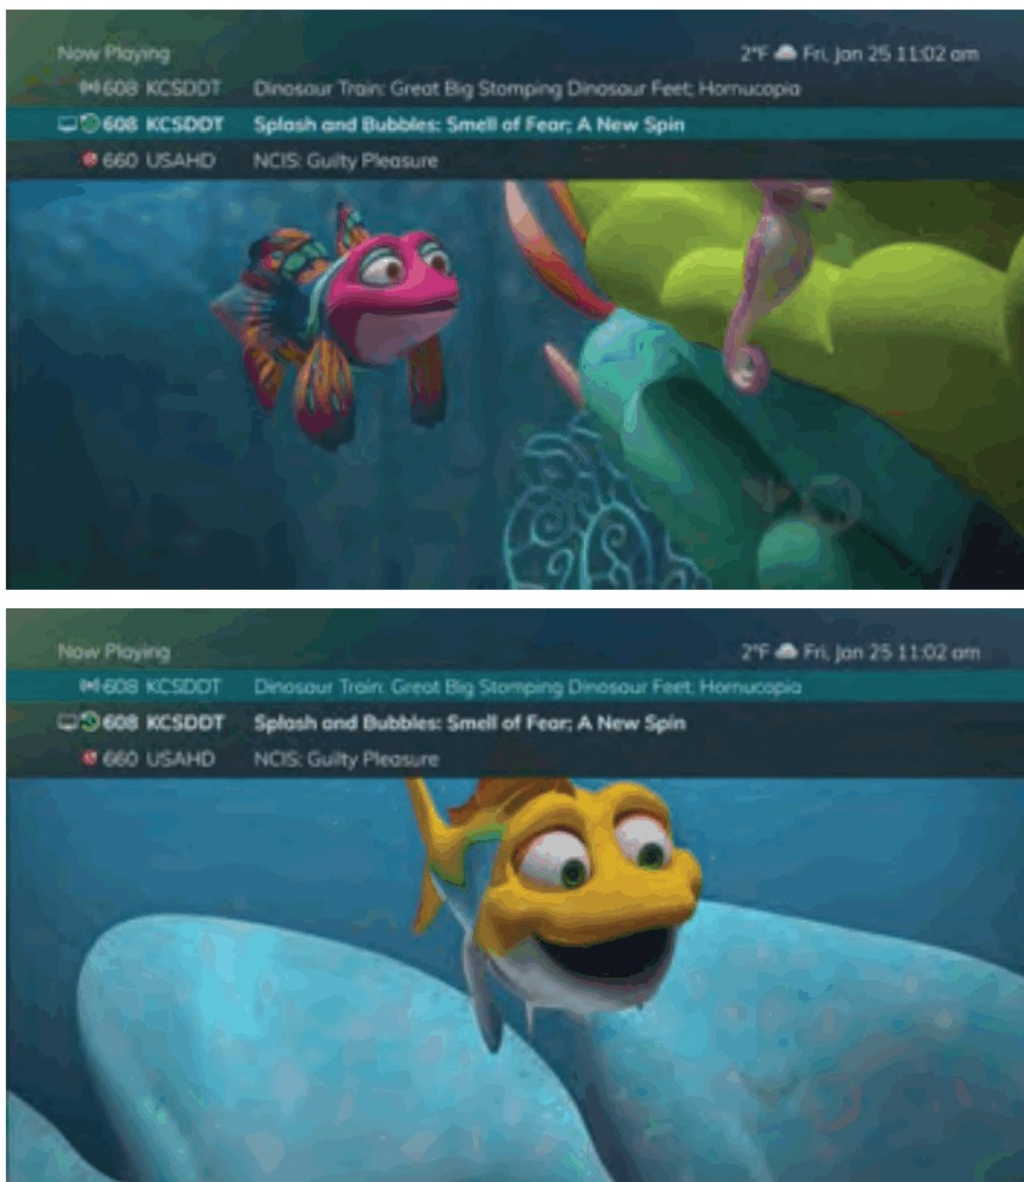 Now Playing 2°F Fri, Jan 25 11:02 am
608 KCSDDT Dinosaur Train: Great Big Stomping Dinosaur Feet; Hornucopia
608 KCSDDT Splash and Bubbles: Smell of Fear; A New Spin
660 USAHD NCIS: Guilty Pleasure
Now Playing 2°F Fri, Jan 25 11:02 am
608 KCSDDT Dinosaur Train: Great Big Stomping Dinosaur Feet; Hornucopia
608 KCSDDT Splash and Bubbles: Smell of Fear; A New Spin
660 USAHD NCIS: Guilty Pleasure